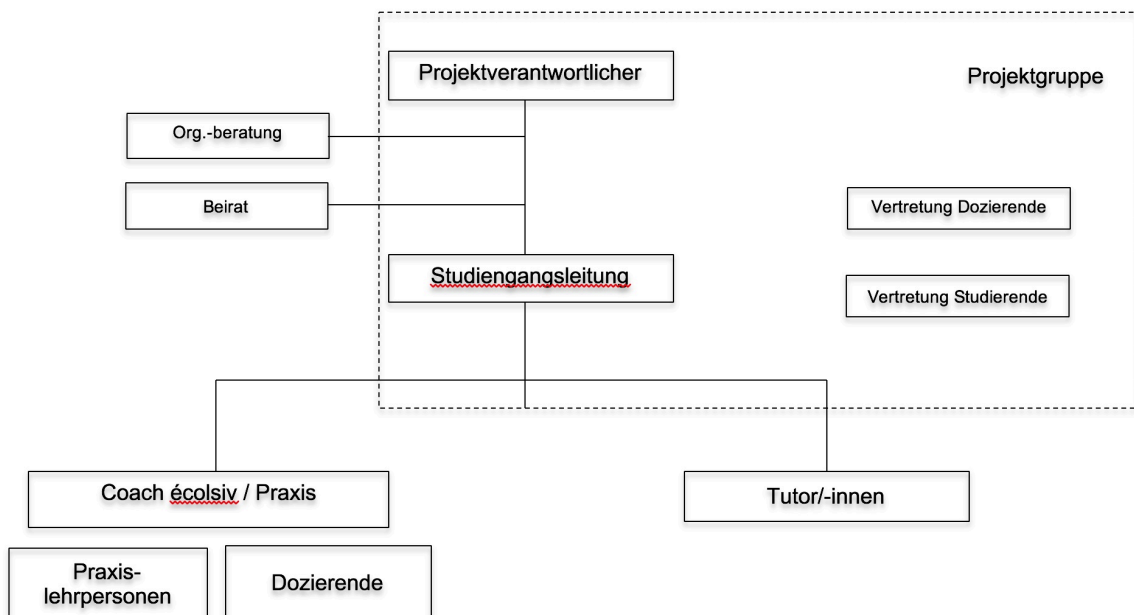 Projektverantwortlicher
Projektgruppe
Org.-beratung
Beirat
Vertretung Dozierende
Studiengangsleitung
Vertretung Studierende
Coach écolsiv / Praxis
Tutor/-innen
Praxis-
lehrpersonen
Dozierende